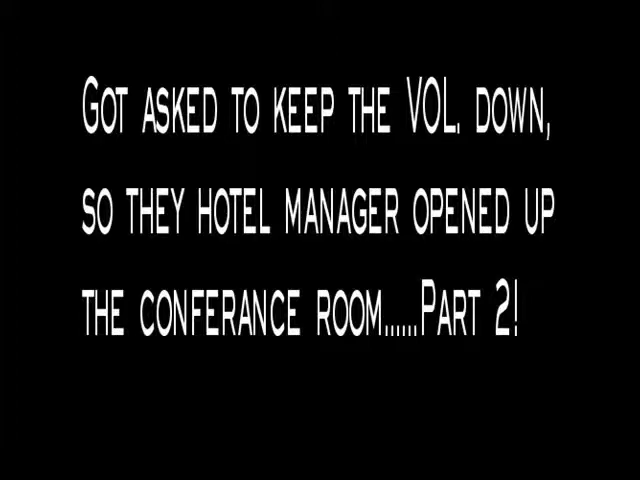 Got asked to keep the VOL. down,
so they hotel manager opened up
the conferance room......Part 2!